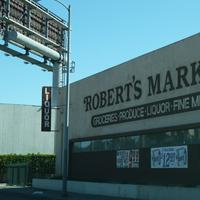 LIQUOR
ROBERT'S MARK
GROCERIES·PRODUCE·LIQUOR·FINE M